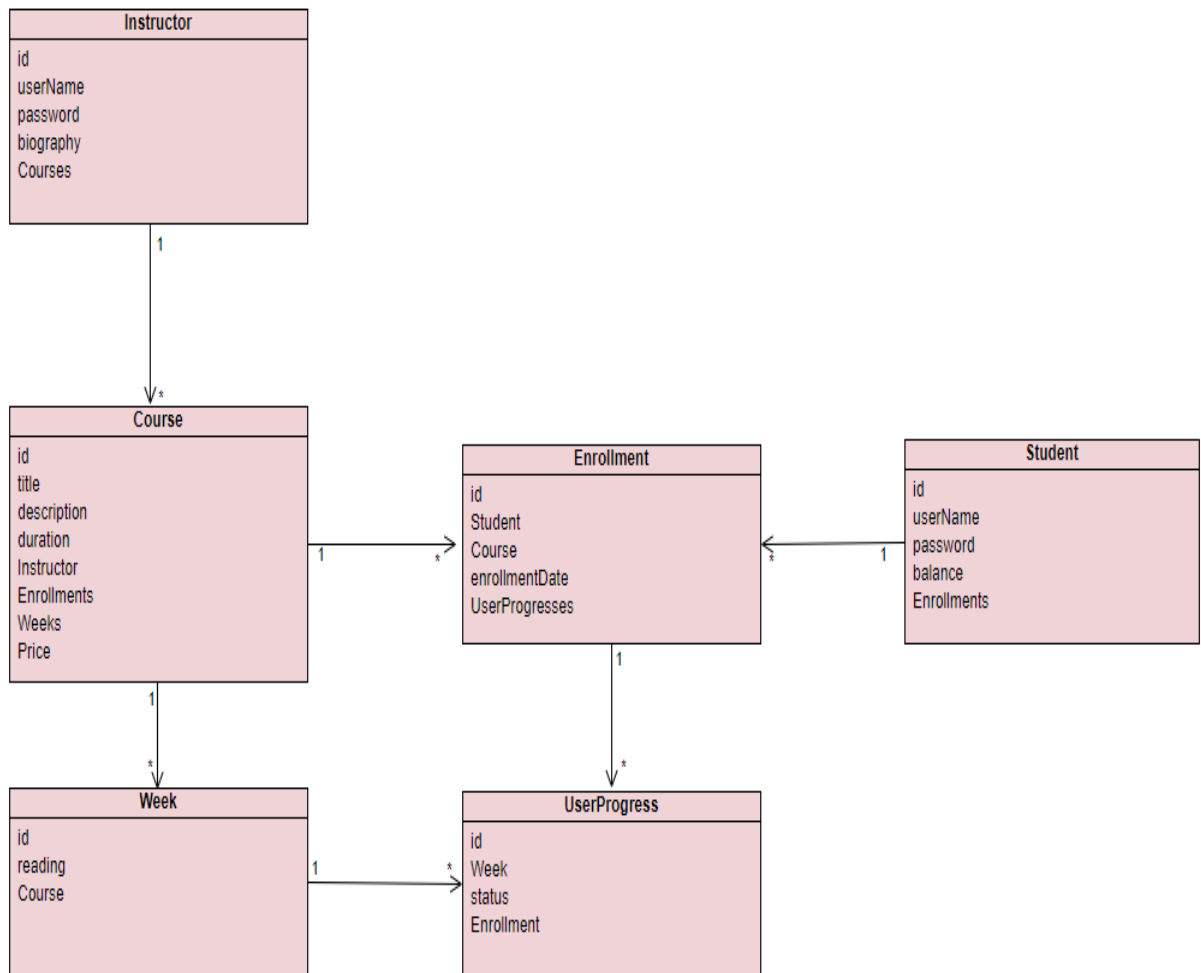 Instructor
id
userName
password
biography
Courses
1
*
Course
id
title
description
duration
Instructor
Enrollments
Weeks
Price
1
*
Enrollment
id
Student
Course
enrollmentDate
UserProgresses
*
1
Student
id
userName
password
balance
Enrollments
1
*
1
*
Week
id
reading
Course
1
*
UserProgress
id
Week
status
Enrollment